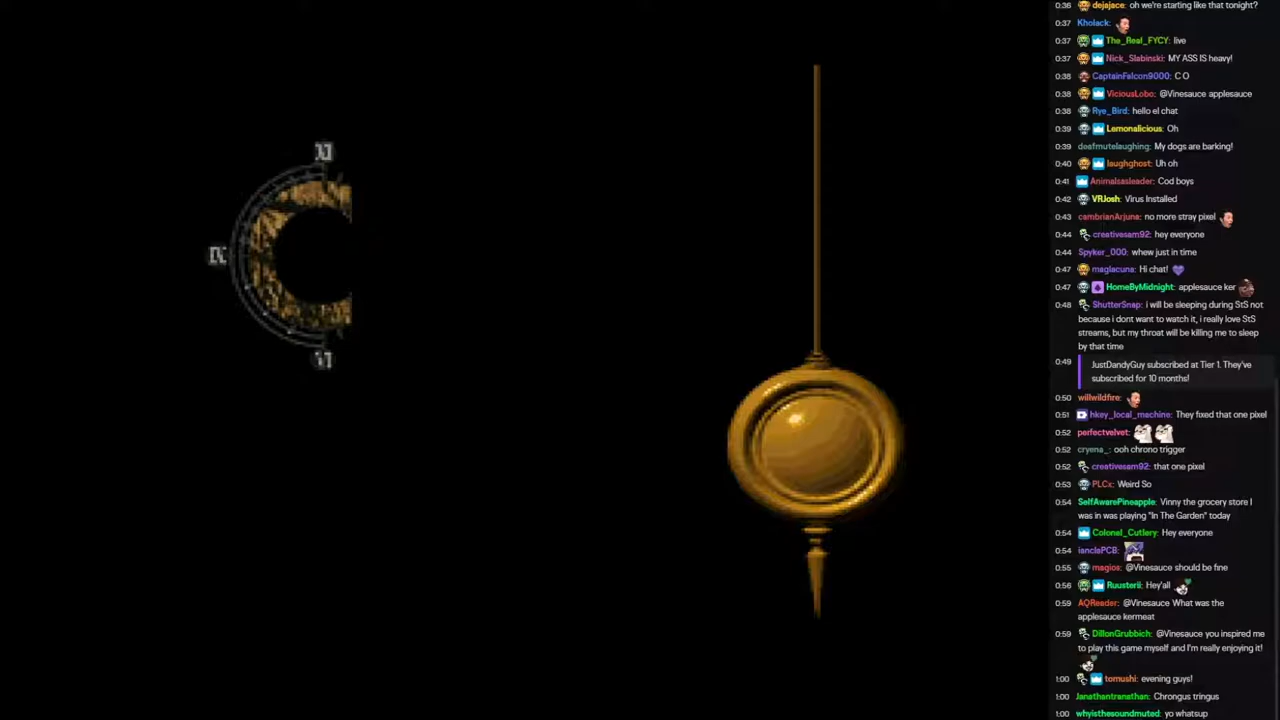 0:36 dejajace: oh we're starting like that tonight?
0:37 Kholack:
0:37 The_Real_FYCY: live
0:37 Nick_Slabinski: MY ASS IS heavy!
0:38 CaptainFalcon9000: C O
0:38 ViciousLobo: @Vinesauce applesauce
0:38 Rye_Bird: hello el chat
0:39 Lemonalicious: Oh
0:39 deafmutelaughing: My dogs are barking!
0:40 laughghost: Uh oh
0:41 Animalsasleader: Cod boys
0:42 VRJosh: Virus Installed
0:43 cambrianArjuna: no more stray pixel
0:44 creativesam92: hey everyone
0:44 Spyker_000: whew just in time
0:47 maglacuna: Hi chat!
0:47 HomeByMidnight: applesauce ker
0:48 ShutterSnap: i will be sleeping during StS not
because i dont want to watch it, i really love StS
streams, but my throat will be killing me to sleep
by that time
0:49 JustDandyGuy subscribed at Tier 1. They've
subscribed for 10 months!
0:50 willwildfire:
0:51 hkey_local_machine: They fixed that one pixel
0:52 perfectvelvet:
0:52 cryena_: ooh chrono trigger
0:52 creativesam92: that one pixel
0:53 PLCx: Weird So
0:54 SelfAwarePineapple: Vinny the grocery store I
was in was playing "In The Garden" today
0:54 Colonel_Cutlery: Hey everyone
0:54 ianclePCB:
0:55 magios: @Vinesauce should be fine
0:56 Ruusterii: Hey'all
0:59 AQReader: @Vinesauce What was the
applesauce kermeat
0:59 DillonGrubbich: @Vinesauce you inspired me
to play this game myself and I'm really enjoying it!
1:00 tomushi: evening guys!
1:00 Janathantranathan: Chrongus tringus
1:00 whyisthesoundmuted: yo whatsup